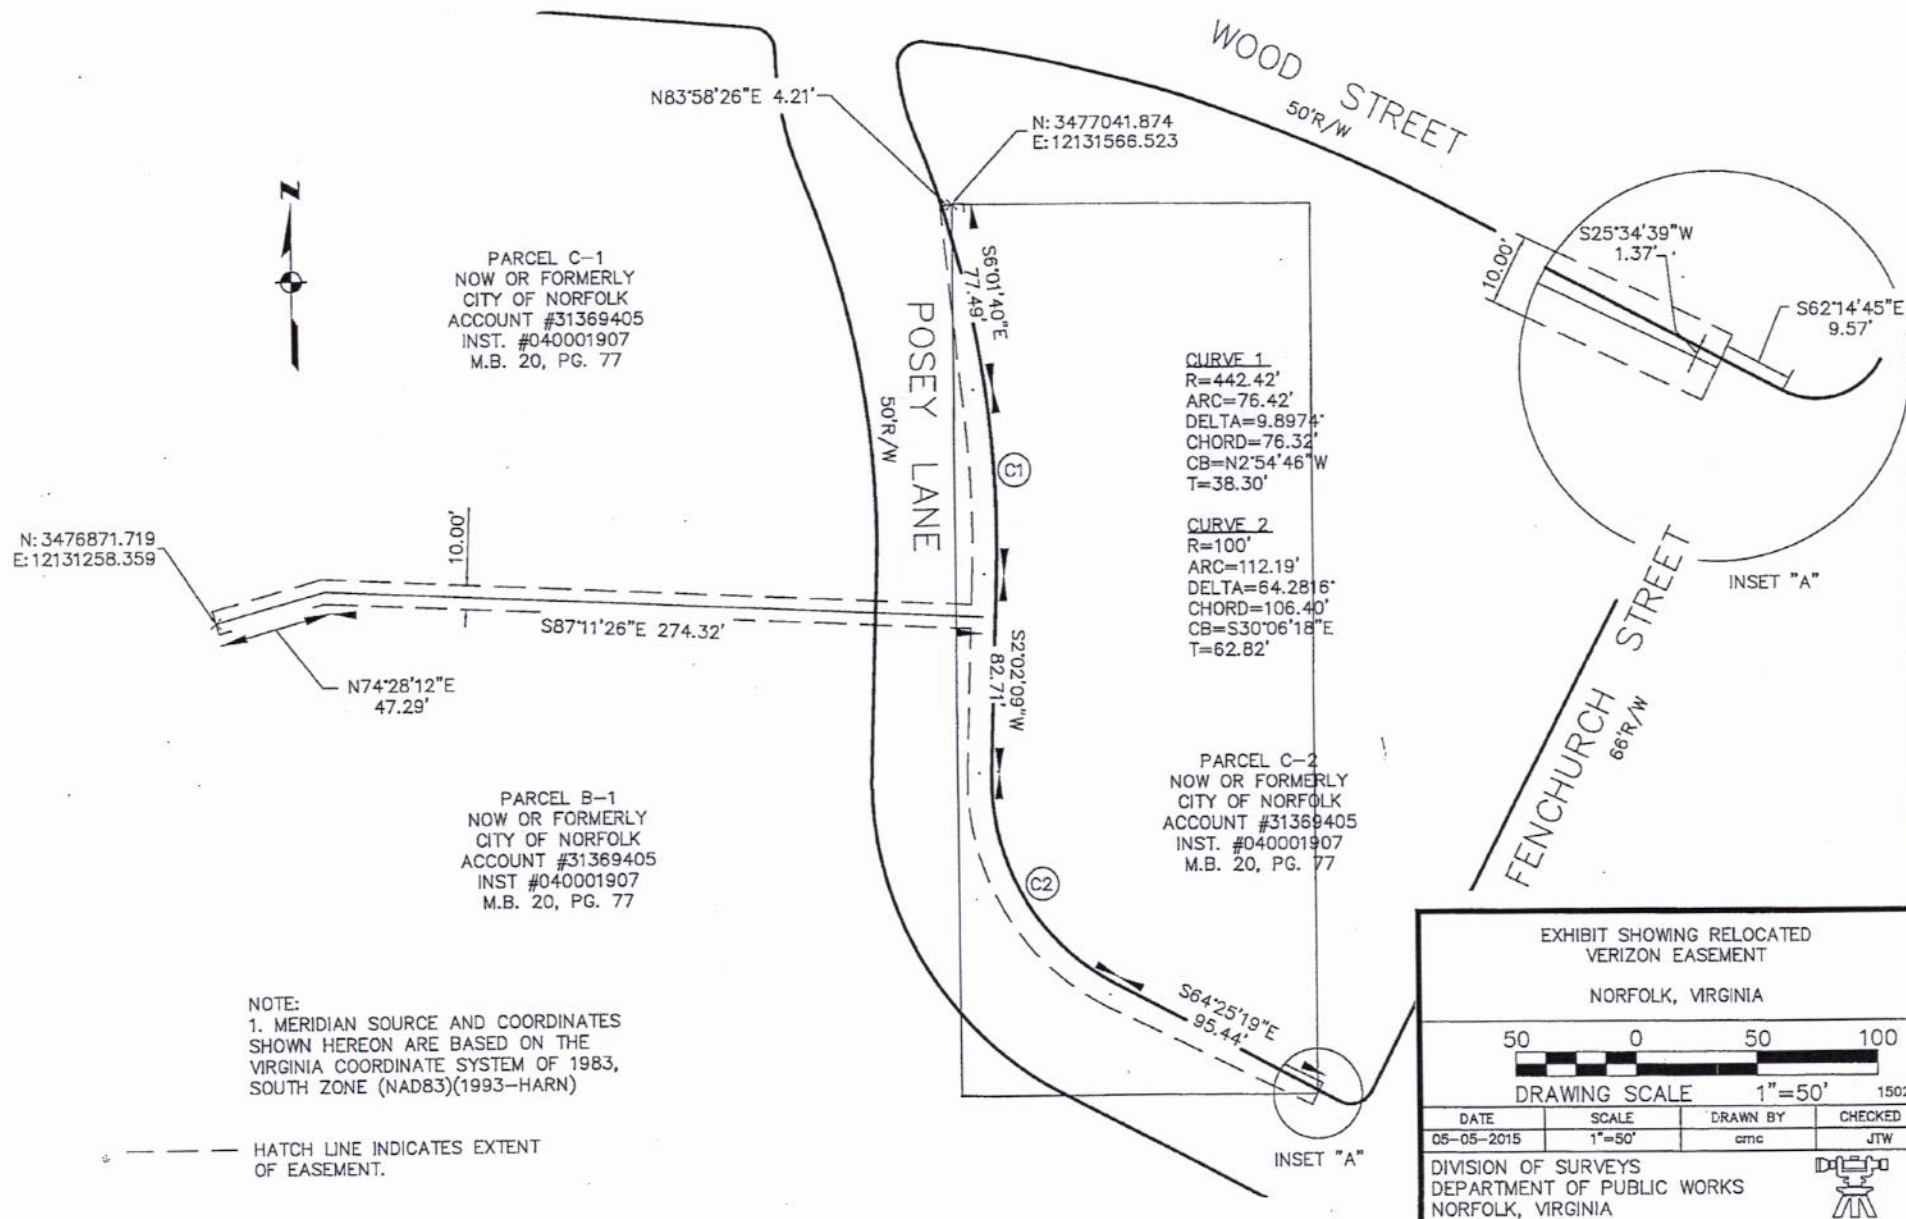 WOOD STREET
50'R/W
N83°58'26"E 4.21'
N: 3477041.874
E:12131566.523
Z
PARCEL C-1
NOW OR FORMERLY
CITY OF NORFOLK
ACCOUNT #31369405
INST. #040001907
M.B. 20, PG. 77
S6°01'40"E
77.49'
POSEY LANE
50'R/W
10.00'
S25°34'39"W
1.37'
S62°14'45"E
9.57'
INSET "A"
CURVE 1
R=442.42'
ARC=76.42'
DELTA=9.8974°
CHORD=76.32'
CB=N2°54'46"W
T=38.30'
C1
CURVE 2
R=100'
ARC=112.19'
DELTA=64.2816°
CHORD=106.40'
CB=S30°06'18"E
T=62.82'
N: 3476871.719
E:12131258.359
10.00'
S87°11'26"E 274.32'
N74°28'12"E
47.29'
S2°02'09"W
82.71'
FENCHURCH STREET
66'R/W
PARCEL B-1
NOW OR FORMERLY
CITY OF NORFOLK
ACCOUNT #31369405
INST #040001907
M.B. 20, PG. 77
PARCEL C-2
NOW OR FORMERLY
CITY OF NORFOLK
ACCOUNT #31369405
INST. #040001907
M.B. 20, PG. 77
C2
S64°25'19"E
95.44'
INSET "A"
NOTE:
1. MERIDIAN SOURCE AND COORDINATES
SHOWN HEREON ARE BASED ON THE
VIRGINIA COORDINATE SYSTEM OF 1983,
SOUTH ZONE (NAD83)(1993-HARN)
HATCH LINE INDICATES EXTENT
OF EASEMENT.
EXHIBIT SHOWING RELOCATED
VERIZON EASEMENT
NORFOLK, VIRGINIA
50 0 50 100
DRAWING SCALE 1"=50' 1502
DATE SCALE DRAWN BY CHECKED
05-05-2015 1"=50' cmc JTW
DIVISION OF SURVEYS
DEPARTMENT OF PUBLIC WORKS
NORFOLK, VIRGINIA